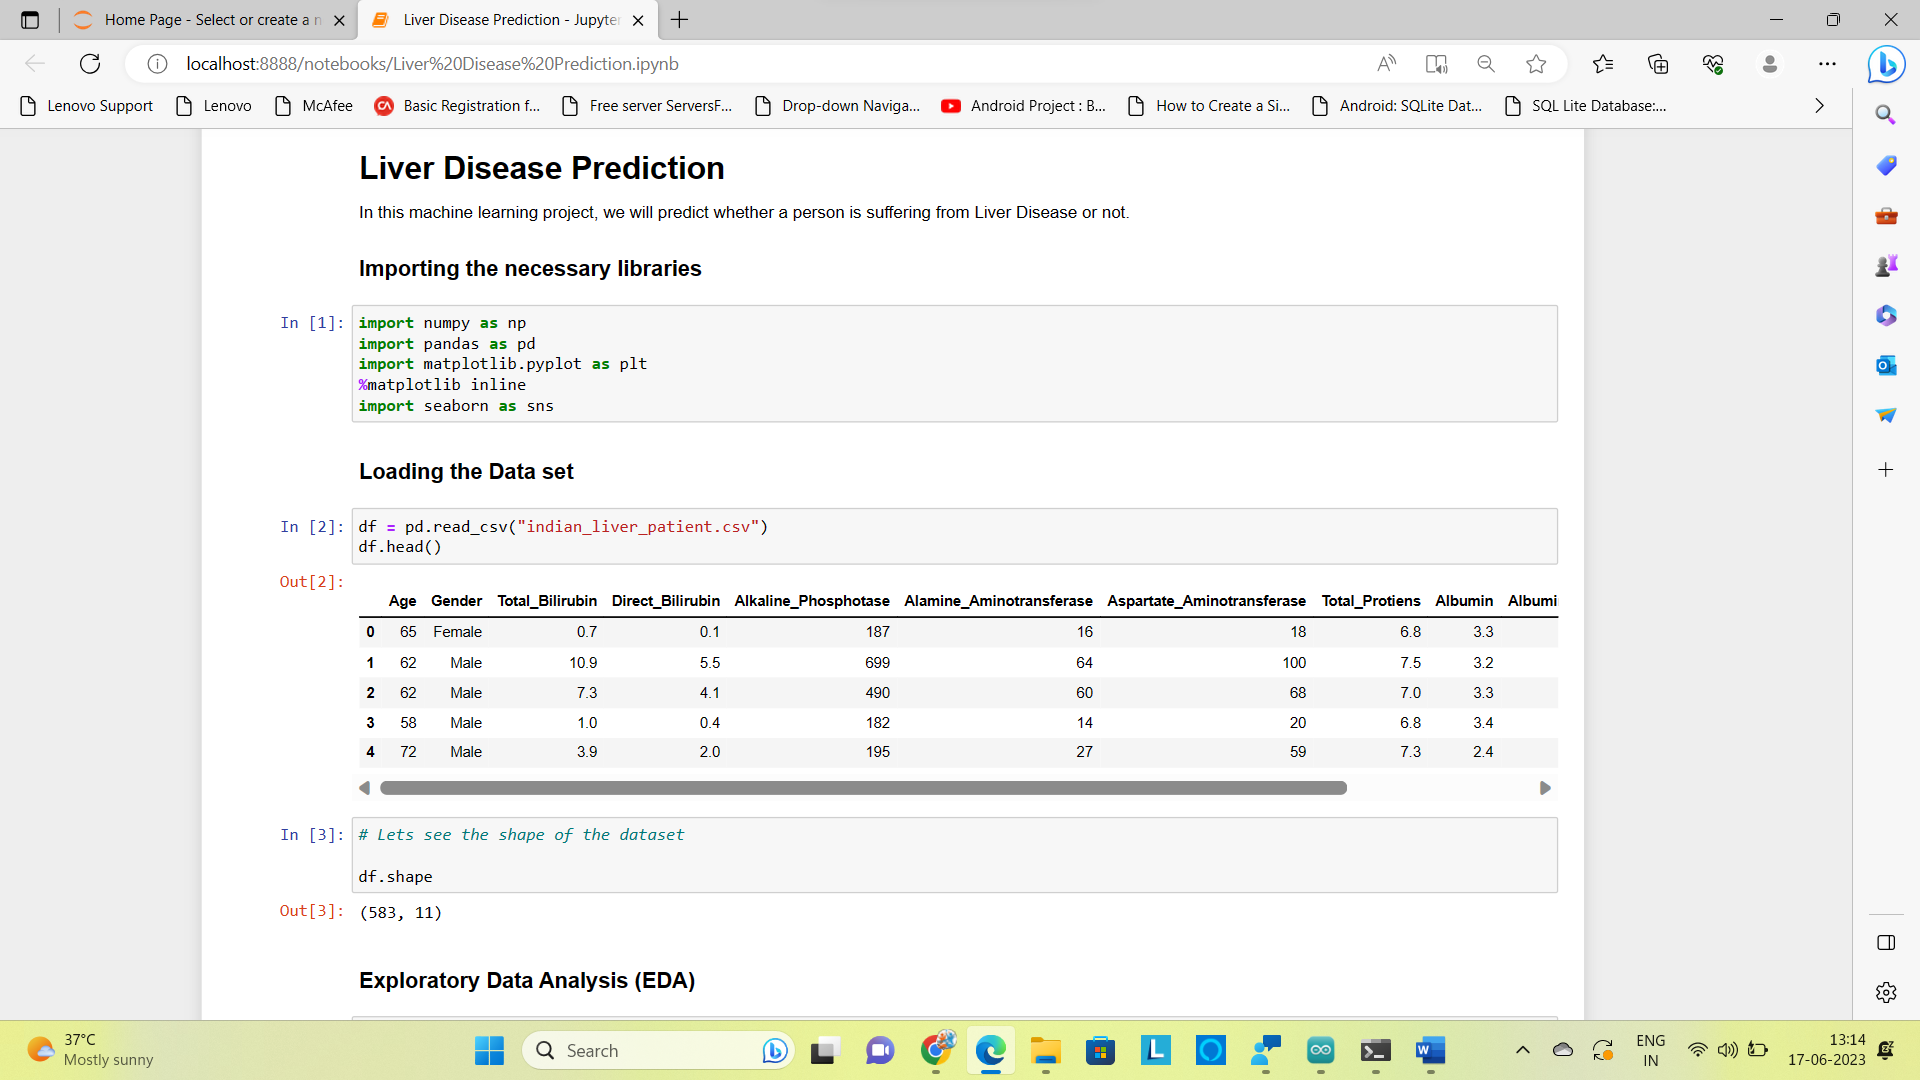 Home Page - Select or create a n
Liver Disease Prediction - Jupyte
localhost:8888/notebooks/Liver%20Disease%20Prediction.ipynb
Lenovo Support
Lenovo
McAfee
Basic Registration f...
Free server ServersF...
Drop-down Naviga...
Android Project : B...
How to Create a Si...
Android: SQLite Dat...
SQL Lite Database:...
Liver Disease Prediction
In this machine learning project, we will predict whether a person is suffering from Liver Disease or not.
Importing the necessary libraries
In [1]: import numpy as np
import pandas as pd
import matplotlib.pyplot as plt
%matplotlib inline
import seaborn as sns
Loading the Data set
In [2]: df = pd.read_csv("indian_liver_patient.csv")
df.head()
Out[2]:
Age Gender Total_Bilirubin Direct_Bilirubin Alkaline_Phosphotase Alamine_Aminotransferase Aspartate_Aminotransferase Total_Protiens Albumin Albumi
0 65 Female 0.7 0.1 187 16 18 6.8 3.3
1 62 Male 10.9 5.5 699 64 100 7.5 3.2
2 62 Male 7.3 4.1 490 60 68 7.0 3.3
3 58 Male 1.0 0.4 182 14 20 6.8 3.4
4 72 Male 3.9 2.0 195 27 59 7.3 2.4
In [3]: # Lets see the shape of the dataset
df.shape
Out[3]: (583, 11)
Exploratory Data Analysis (EDA)
37°C
Mostly sunny
Search
ENG
IN
13:14
17-06-2023